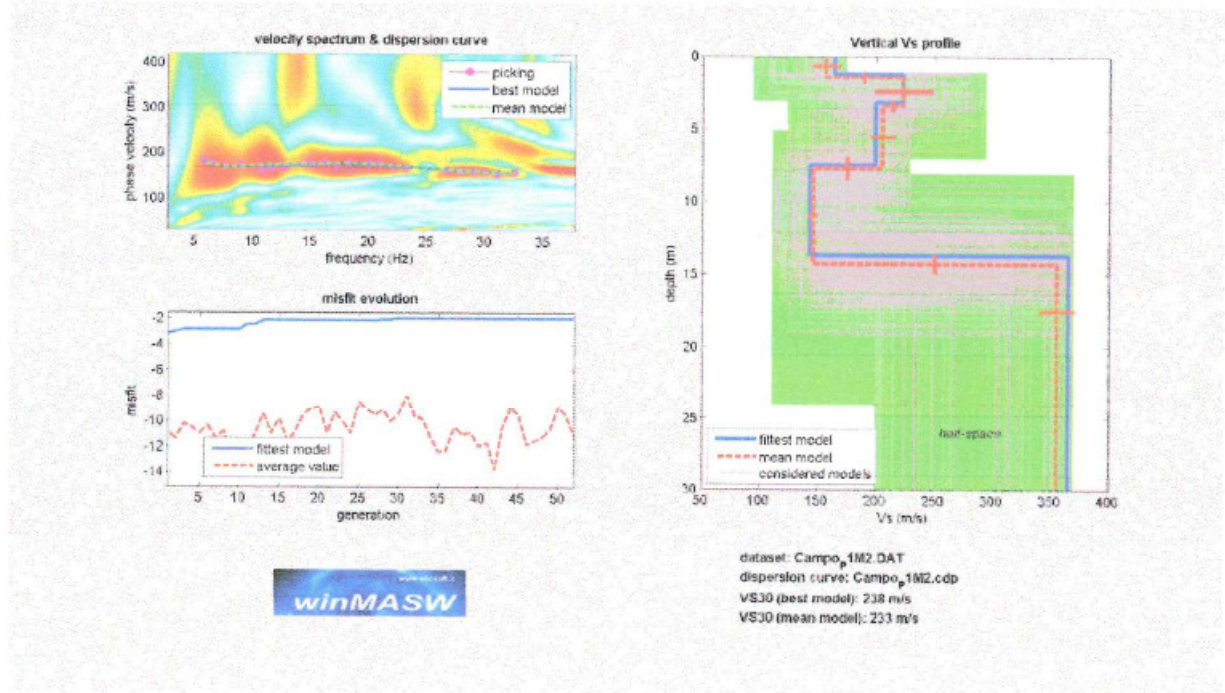 velocity spectrum & dispersion curve
400
300
200
100
phase velocity (m/s)
picking
best model
mean model
5
10
15
20
25
30
35
frequency (Hz)
misfit evolution
-2
-4
-6
-8
-10
-12
-14
misfit
fittest model
average value
5
10
15
20
25
30
35
40
45
50
generation
winMASW
Vertical Vs profile
0
5
10
15
20
25
30
depth (m)
half-space
fittest model
mean model
considered models
50
100
150
200
250
300
350
400
Vs (m/s)
dataset: Campo_p1M2.DAT
dispersion curve: Campo_p1M2.cdp
VS30 (best model): 238 m/s
VS30 (mean model): 233 m/s